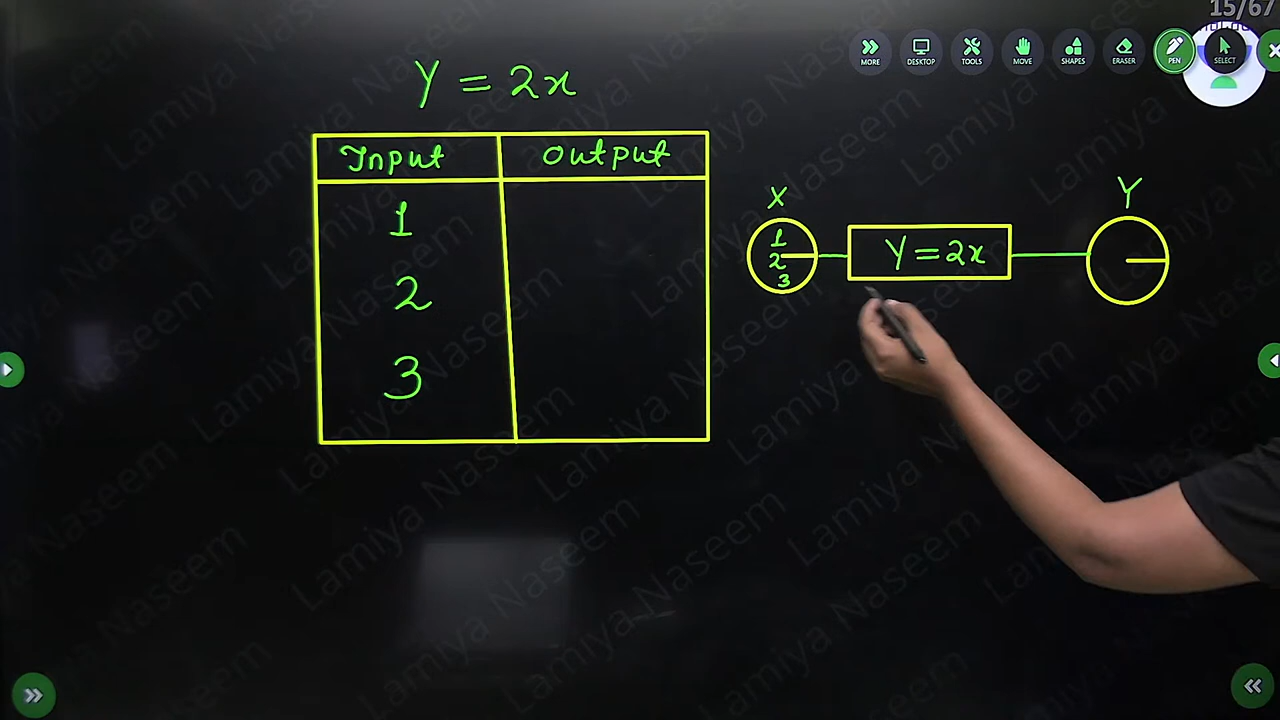 15/67
MORE DESKTOP TOOLS MOVE SHAPES ERASER PEN SELECT
Y = 2x
Input Output
1
2
3
X Y
1
2
3
Y = 2x
Lamiya Naseem